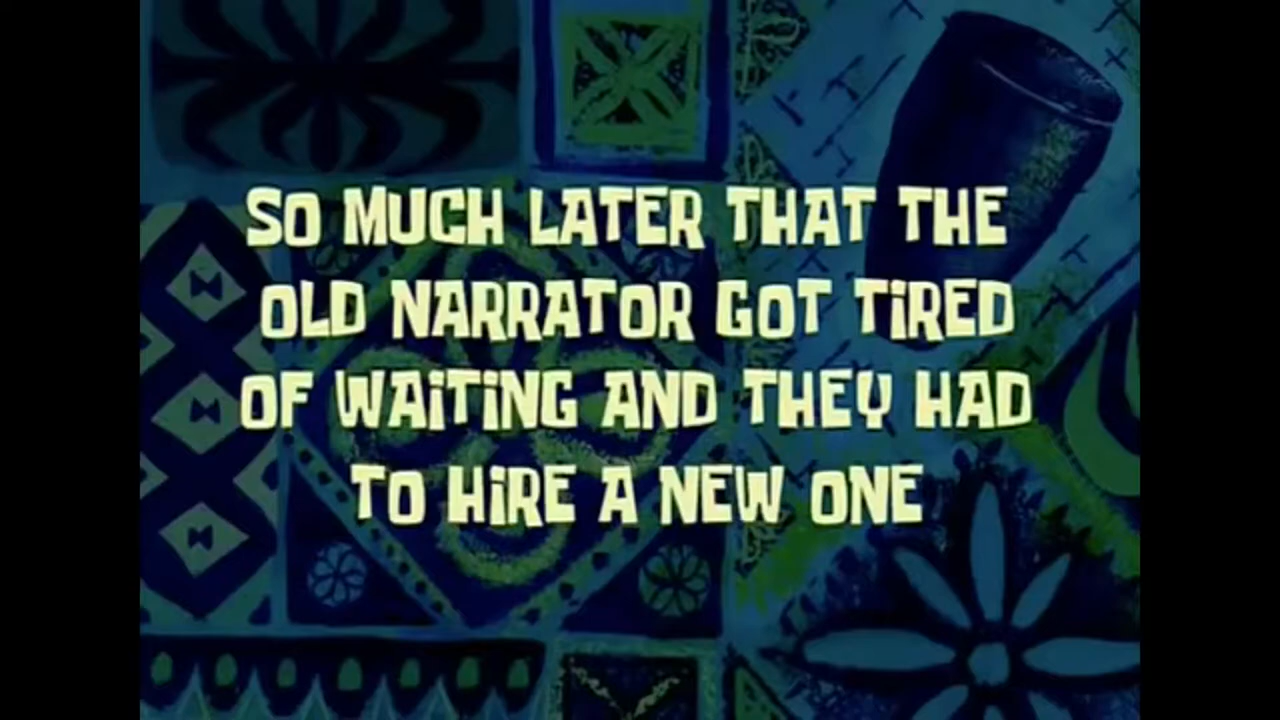 SO MUCH LATER THAT THE
OLD NARRATOR GOT TIRED
OF WAITING AND THEY HAD
TO HIRE A NEW ONE